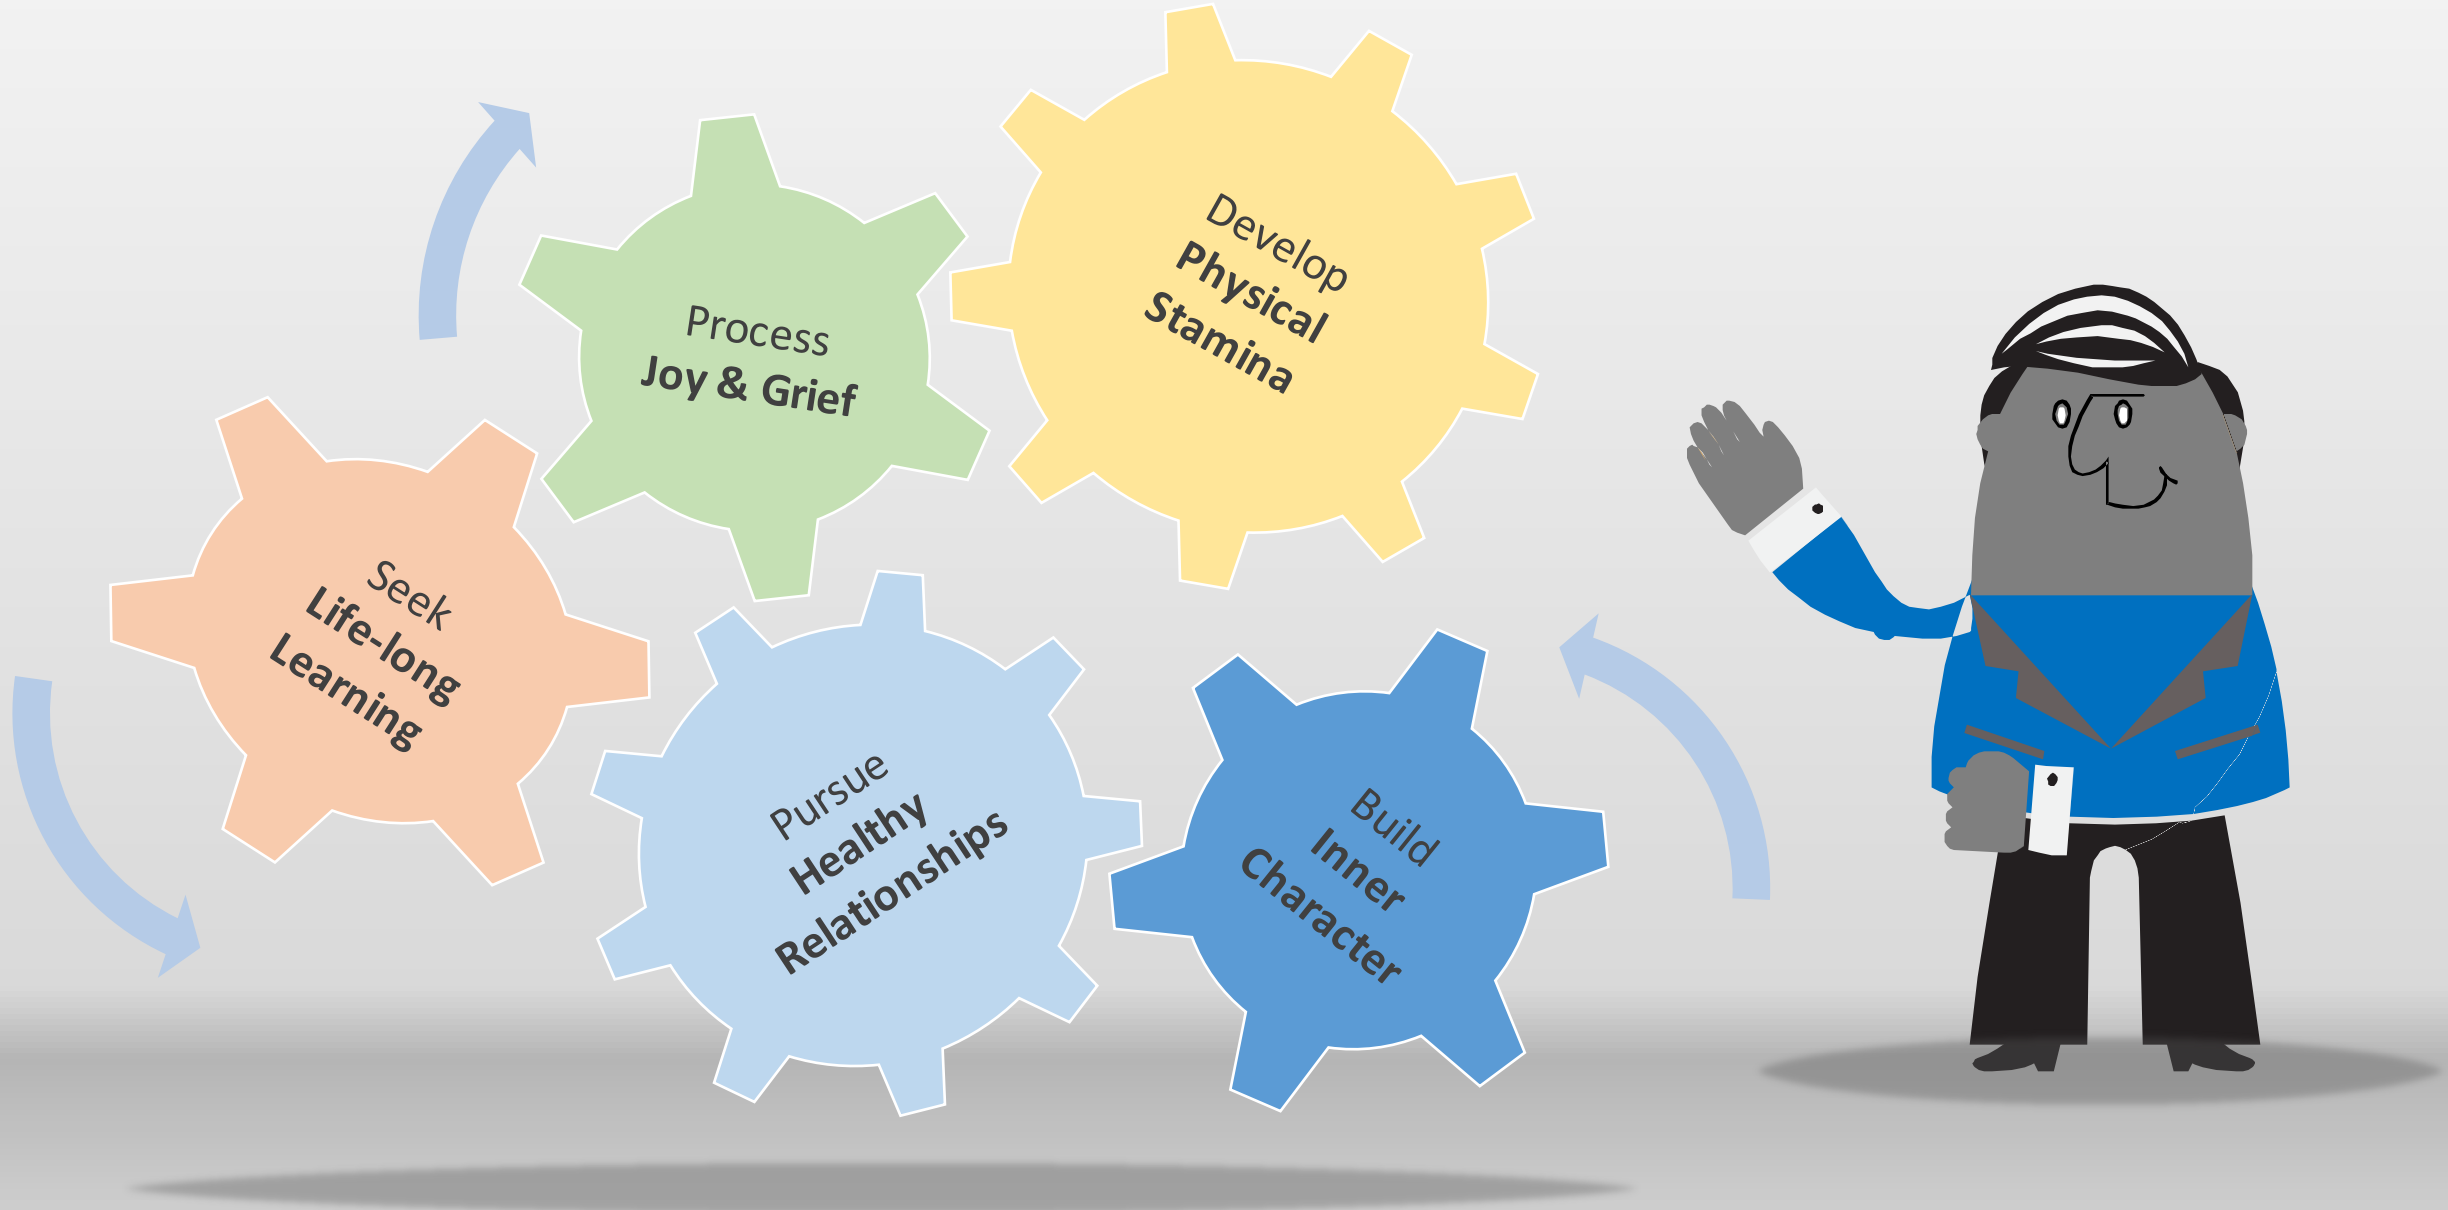 Develop
Physical
Stamina
Process
Joy & Grief
Seek
Life-long
Learning
Pursue
Healthy
Relationships
Build
Inner
Character